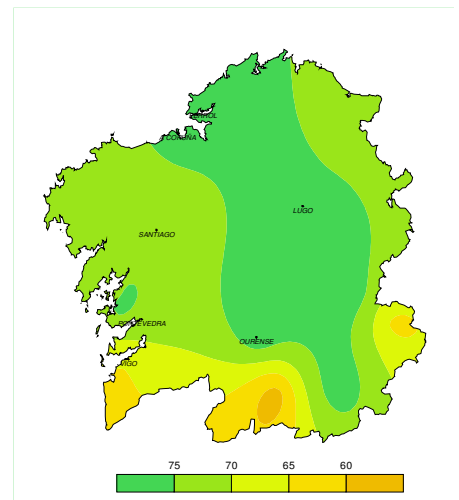 FERROL
A CORUÑA
LUGO
SANTIAGO
PONTEVEDRA
OURENSE
VIGO
75 70 65 60